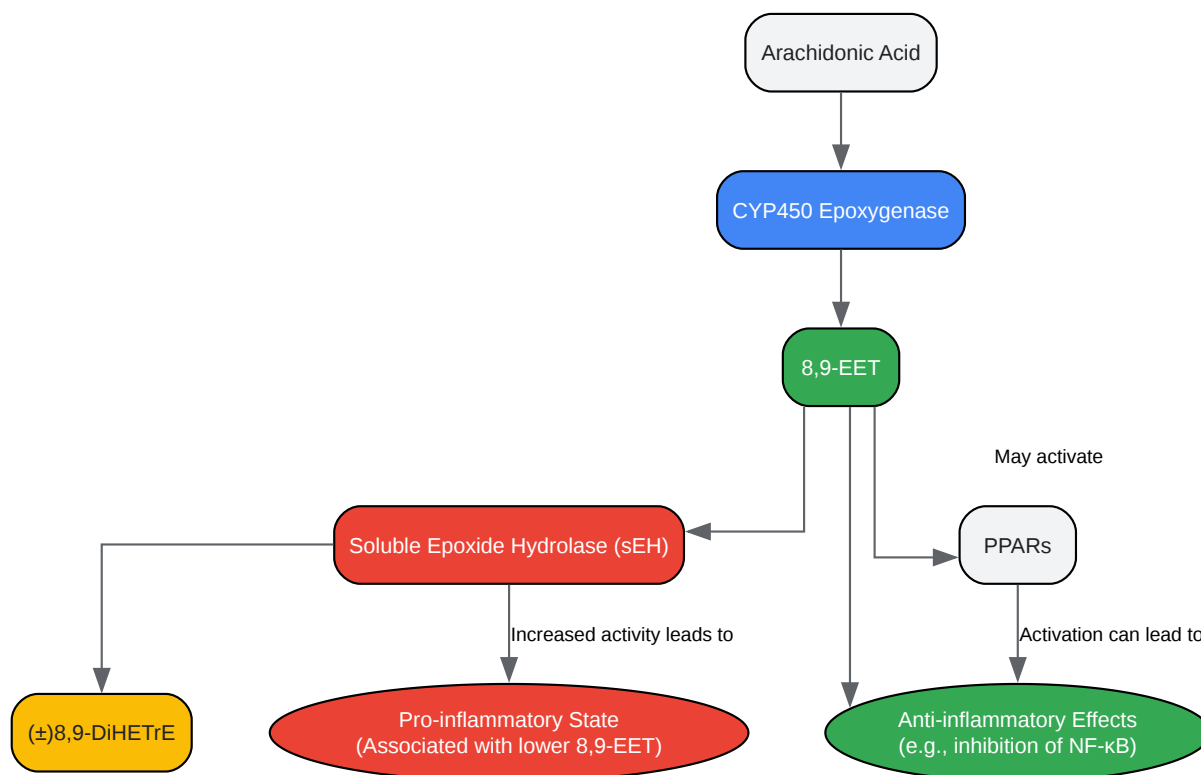 Arachidonic Acid
CYP450 Epoxygenase
8,9-EET
May activate
Soluble Epoxide Hydrolase (sEH)
PPARs
Increased activity leads to
Activation can lead to
(±)8,9-DiHETrE
Pro-inflammatory State
(Associated with lower 8,9-EET)
Anti-inflammatory Effects
(e.g., inhibition of NF-κB)